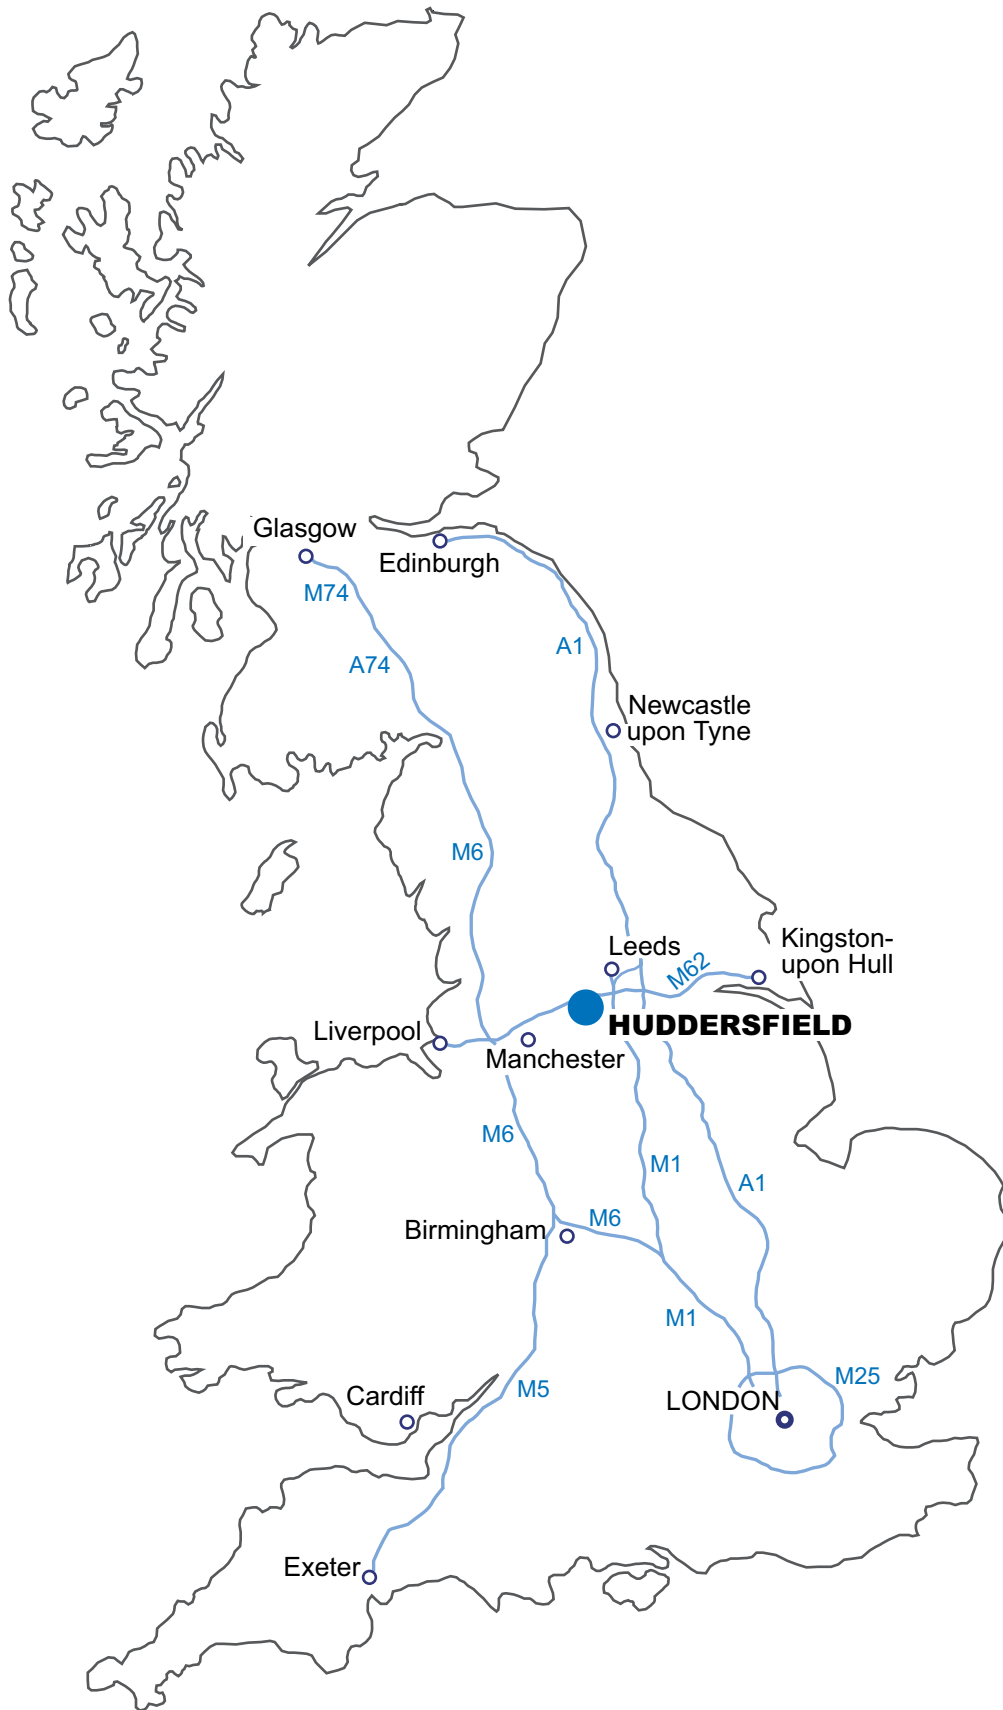 Glasgow
Edinburgh
M74
A74
A1
Newcastle
upon Tyne
M6
Leeds
Kingston-
upon Hull
M62
HUDDERSFIELD
Liverpool
Manchester
M6
M1
A1
Birmingham
M6
M1
M25
M5
Cardiff
LONDON
Exeter